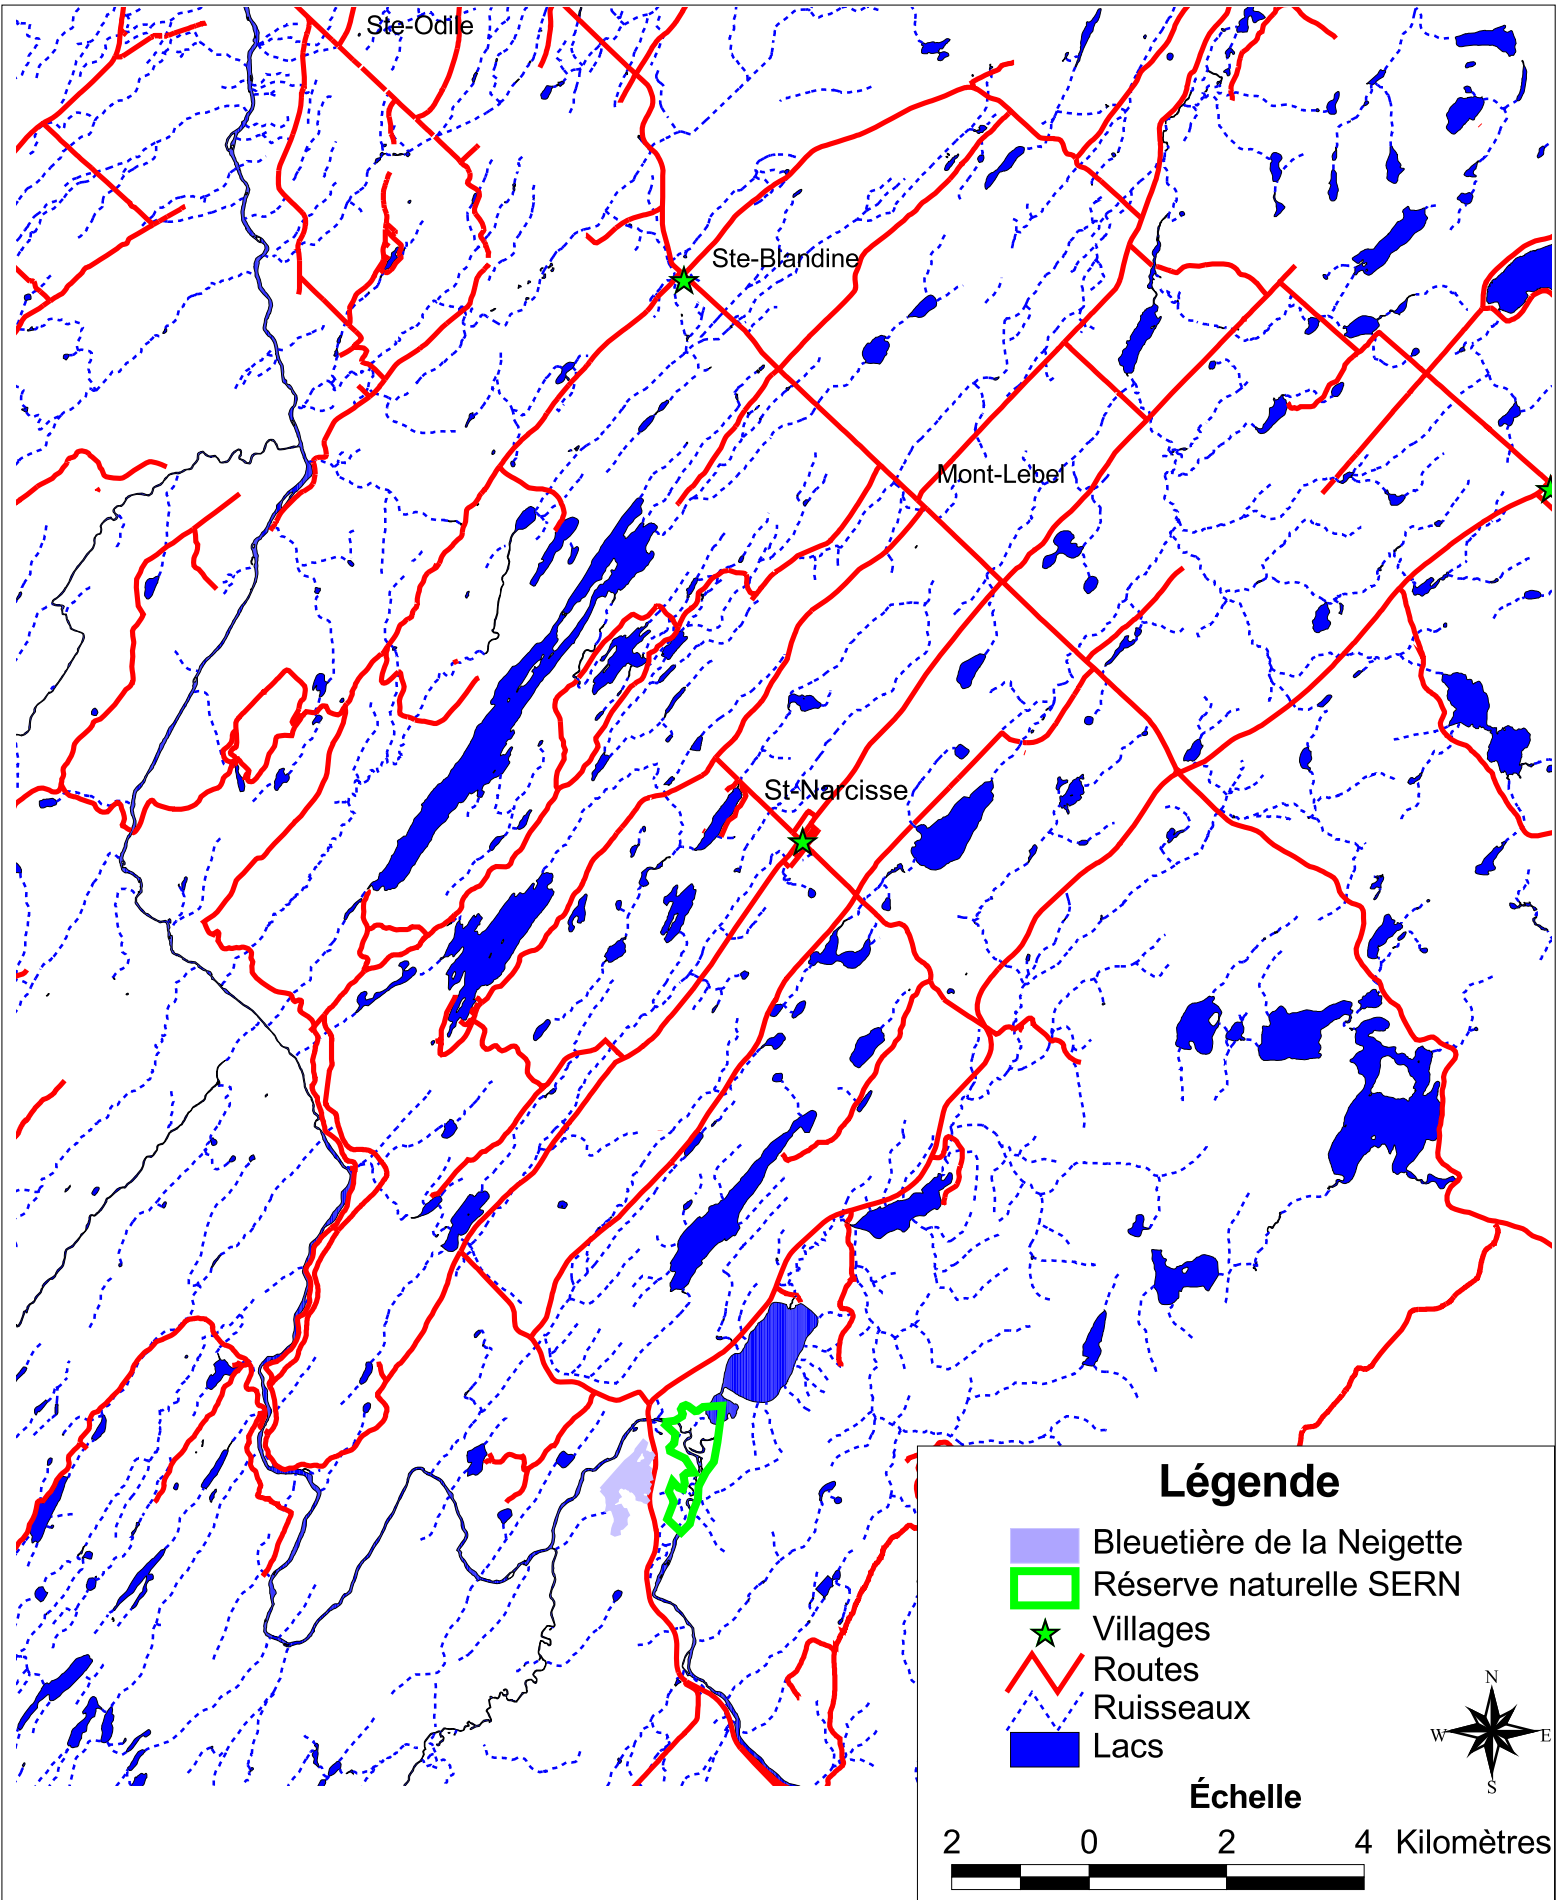 Ste-Odile
Ste-Blandine
Mont-Lebel
St-Narcisse
Légende
Bleuetière de la Neigette
Réserve naturelle SERN
Villages
Routes
Ruisseaux
Lacs
N
W E
S
Échelle
2 0 2 4 Kilomètres